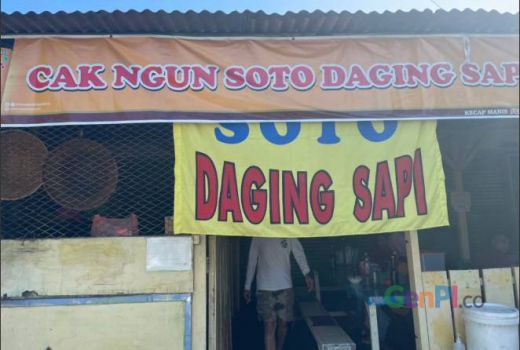 CAK NGUN SOTO DAGING SAPI
KECAP MANIS
SOTO
DAGING SAPI
GenPI.co